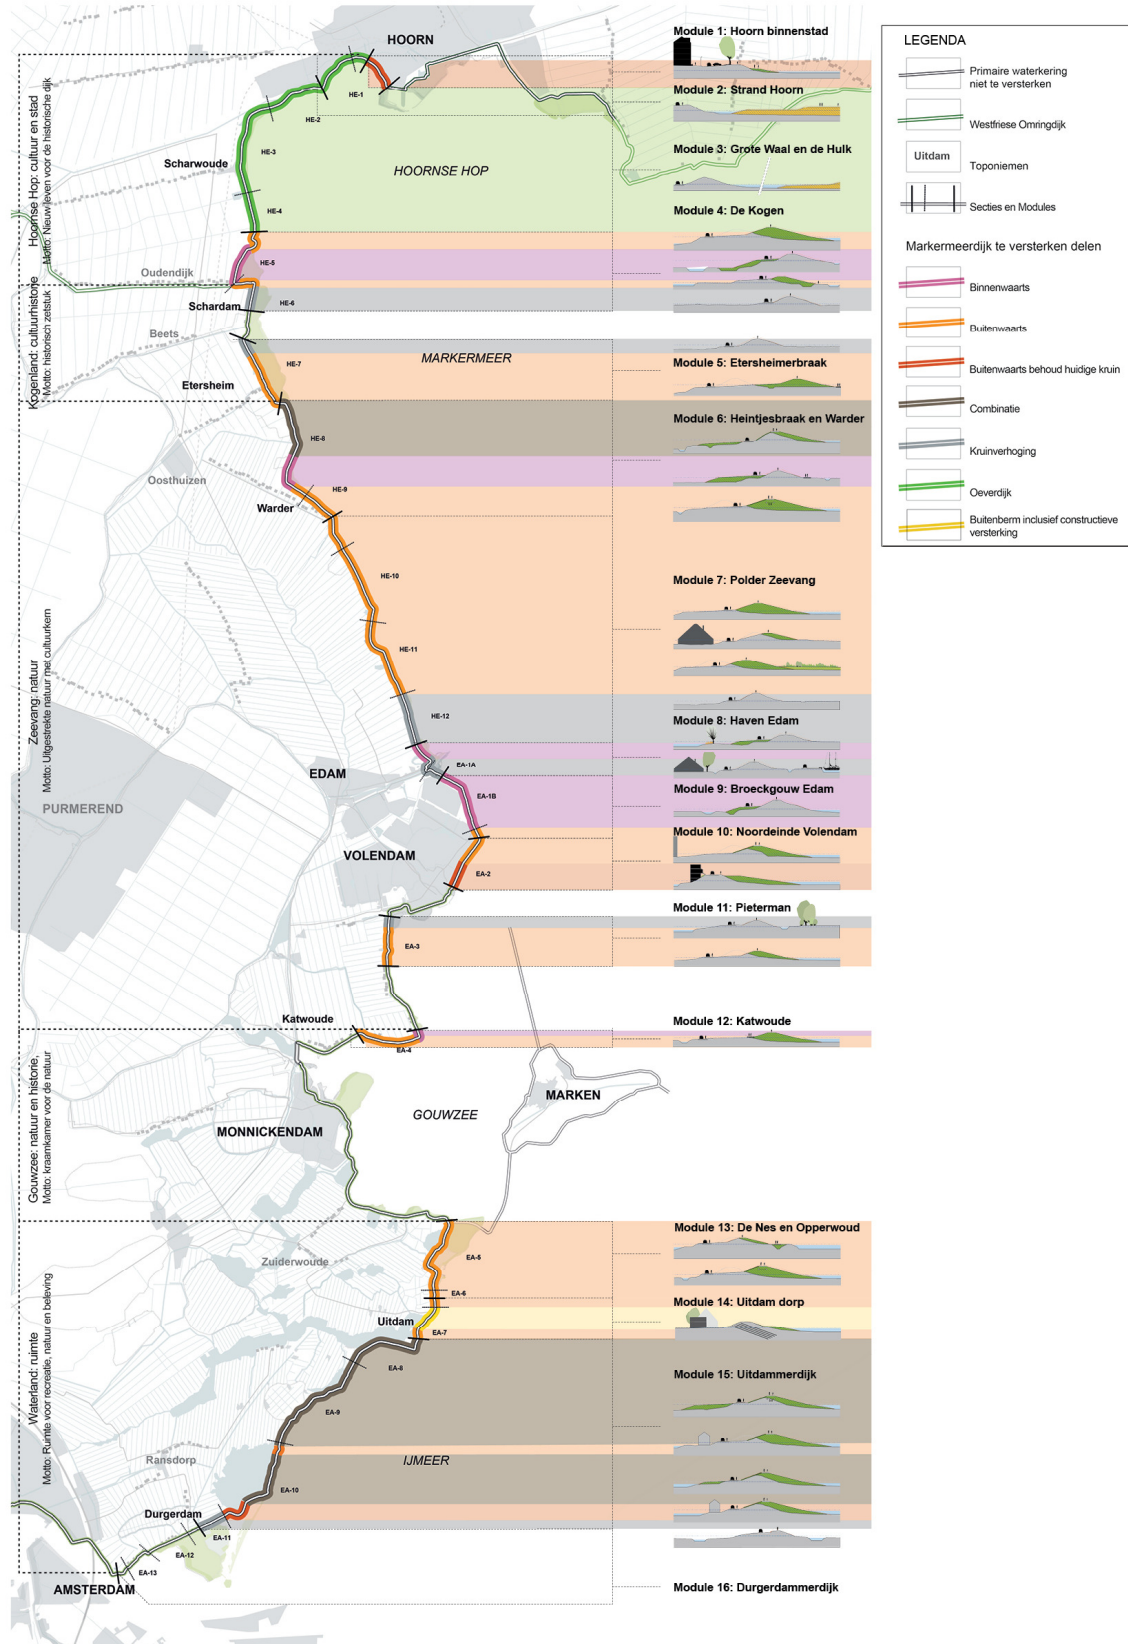 HOORN
HE-1
HE-2
HE-3
HE-4
HE-5
HE-6
HE-7
HE-8
HE-9
HE-10
HE-11
HE-12
EA-1A
EA-1B
EA-2
EA-3
EA-4
EA-5
EA-6
EA-7
EA-8
EA-9
EA-10
EA-11
EA-12
EA-13
Scharwoude
HOORNSE HOP
Oudendijk
Schardam
Beets
MARKERMEER
Etersheim
Oosthuizen
Warder
EDAM
PURMEREND
VOLENDAM
Katwoude
MARKEN
GOUWZEE
MONNICKENDAM
Zuiderwoude
Uitdam
Ransdorp
IJMEER
Durgerdam
AMSTERDAM
Hoornse Hop: cultuur en stad
Motto: Nieuw leven voor de historische dijk
Kogenland: cultuurhistorie
Motto: historisch zetstuk
Zeevang: natuur
Motto: Uitgestrekte natuur met cultuurkern
Gouwzee: natuur en historie,
Motto: kraamkamer voor de natuur
Waterland: ruimte
Motto: Ruimte voor recreatie, natuur en beleving
Module 1: Hoorn binnenstad
Module 2: Strand Hoorn
Module 3: Grote Waal en de Hulk
Module 4: De Kogen
Module 5: Etersheimerbraak
Module 6: Heintjesbraak en Warder
Module 7: Polder Zeevang
Module 8: Haven Edam
Module 9: Broeckgouw Edam
Module 10: Noordeinde Volendam
Module 11: Pieterman
Module 12: Katwoude
Module 13: De Nes en Opperwoud
Module 14: Uitdam dorp
Module 15: Uitdammerdijk
Module 16: Durgerdammerdijk
LEGENDA
Primaire waterkering
niet te versterken
Westfriese Omringdijk
Uitdam
Toponiemen
Secties en Modules
Markermeerdijk te versterken delen
Binnenwaarts
Buitenwaarts
Buitenwaarts behoud huidige kruin
Combinatie
Kruinverhoging
Oeverdijk
Buitenberm inclusief constructieve
versterking